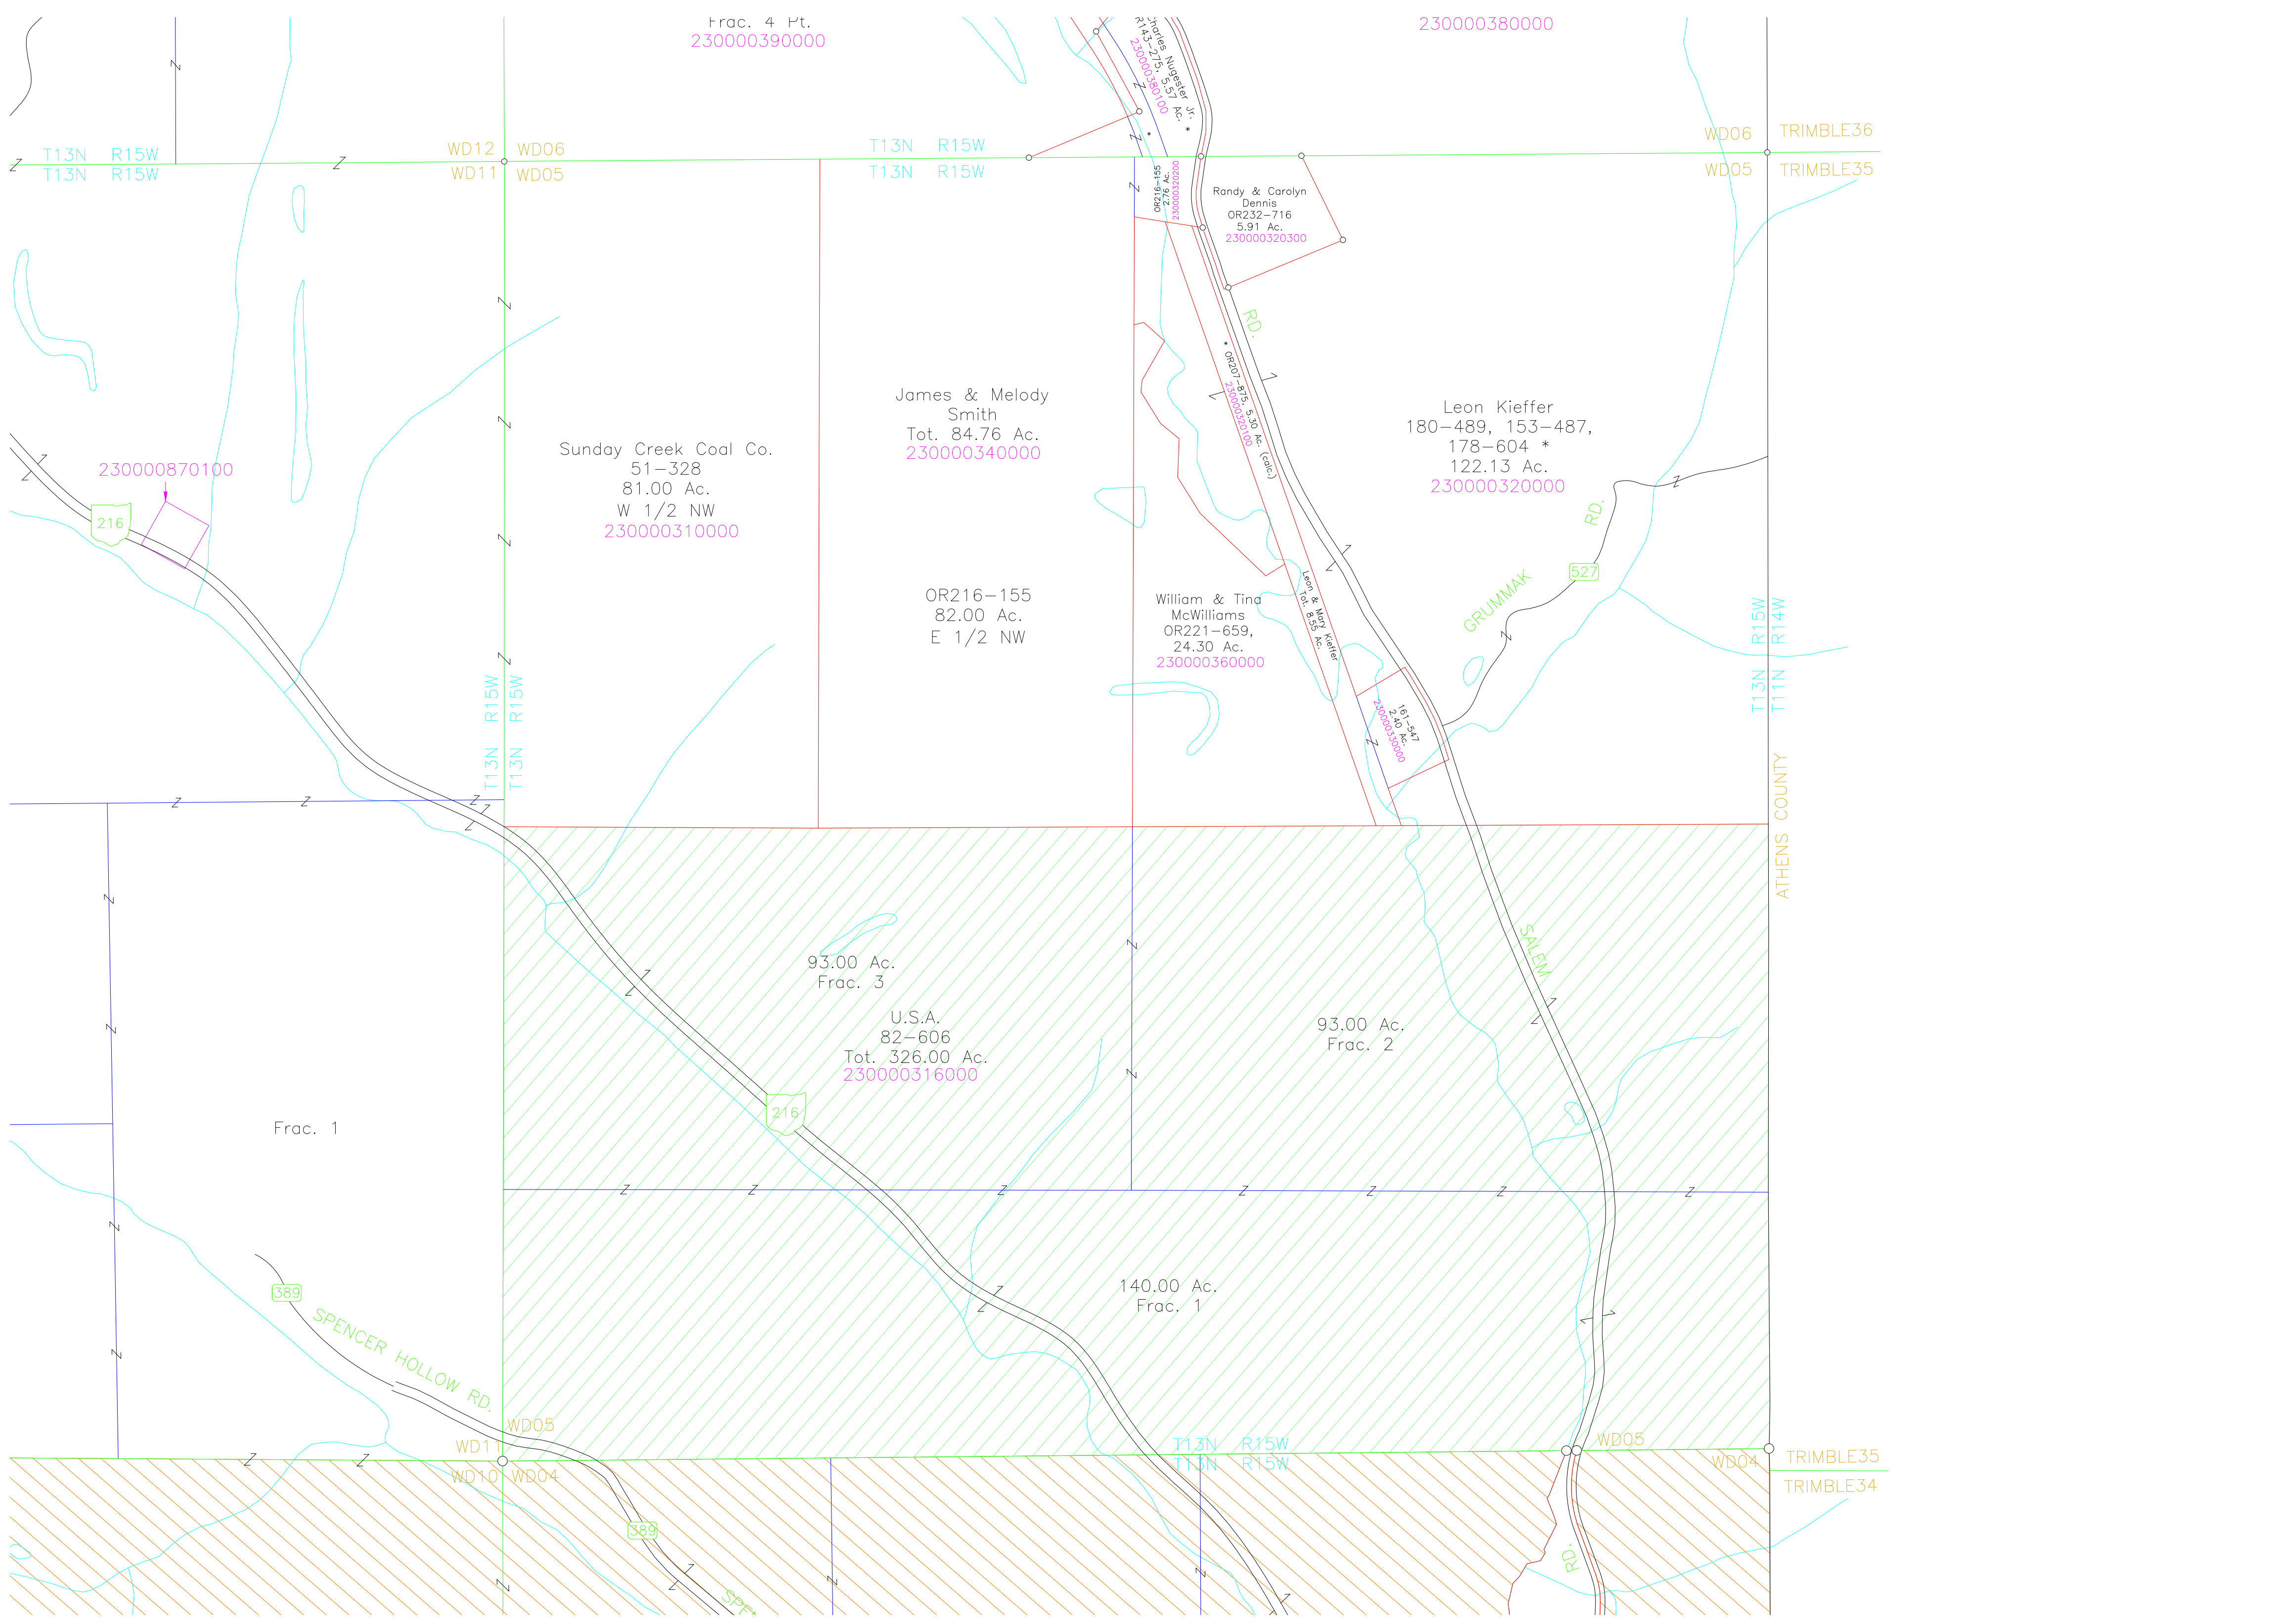 Frac. 4 Pt.
230000390000
Charles Nugester Jr.
R143-275, 5.57 Ac. *
230000380100
*
230000380000
T13N R15W
T13N R15W
WD12
WD06
WD11
WD05
T13N R15W
T13N R15W
WD06
TRIMBLE36
WD05
TRIMBLE35
OR216-155
2.76 Ac.
230000320200
Randy & Carolyn
Dennis
OR232-716
5.91 Ac.
230000320300
RD.
* OR207-875, 5.30 Ac. (calc.)
230000320100
Leon Kieffer
180-489, 153-487,
178-604 *
122.13 Ac.
230000320000
James & Melody
Smith
Tot. 84.76 Ac.
230000340000
Sunday Creek Coal Co.
51-328
81.00 Ac.
W 1/2 NW
230000310000
230000870100
216
OR216-155
82.00 Ac.
E 1/2 NW
William & Tina
McWilliams
OR221-659,
24.30 Ac.
230000360000
Leon & Mary Kieffer
Tot. 8.55 Ac.
GRUMMAK
RD.
527
161-547
2.40 Ac.
230000330000
T13N R15W
T13N R15W
T13N R15W
T11N R14W
ATHENS COUNTY
SALEM
93.00 Ac.
Frac. 3
U.S.A.
82-606
Tot. 326.00 Ac.
230000316000
93.00 Ac.
Frac. 2
216
Frac. 1
140.00 Ac.
Frac. 1
389
SPENCER HOLLOW RD.
WD05
WD11
WD10
WD04
T13N R15W
T13N R15W
WD05
WD04
TRIMBLE35
TRIMBLE34
389
RD.